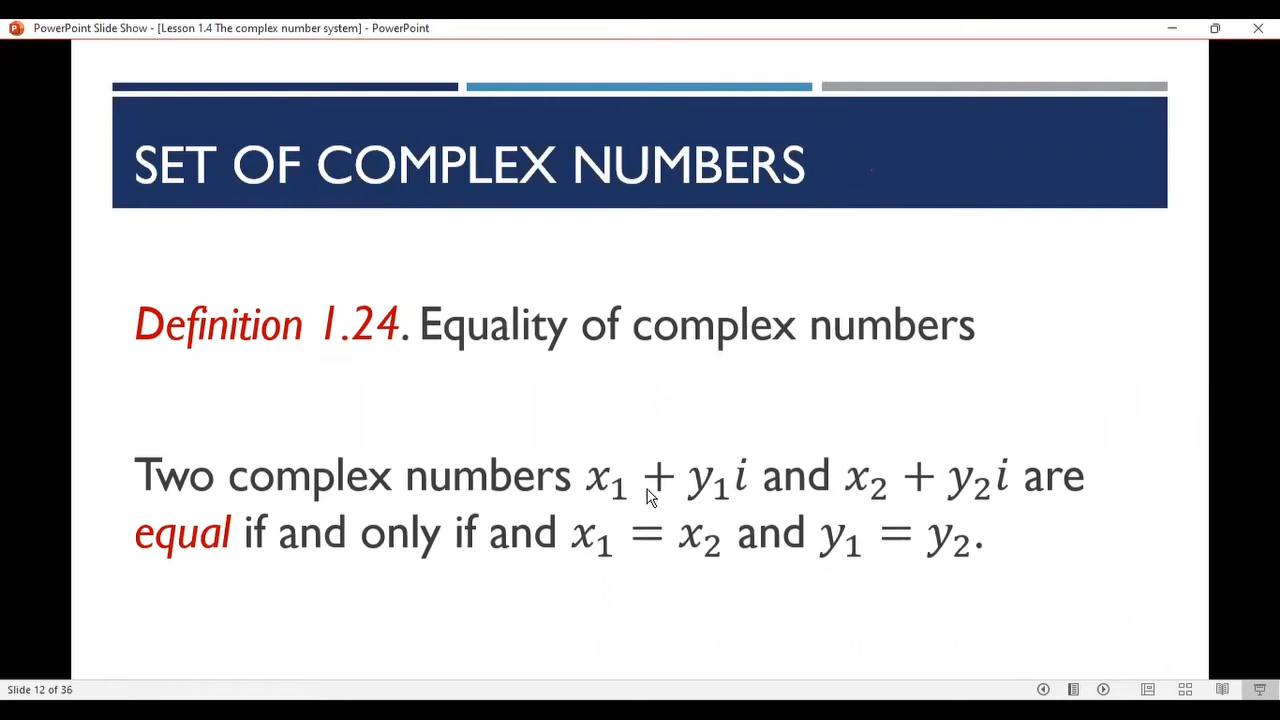 PowerPoint Slide Show - [Lesson 1.4 The complex number system] - PowerPoint
SET OF COMPLEX NUMBERS
Definition 1.24. Equality of complex numbers
Two complex numbers x₁ + y₁i and x₂ + y₂i are
equal if and only if and x₁ = x₂ and y₁ = y₂.
Slide 12 of 36